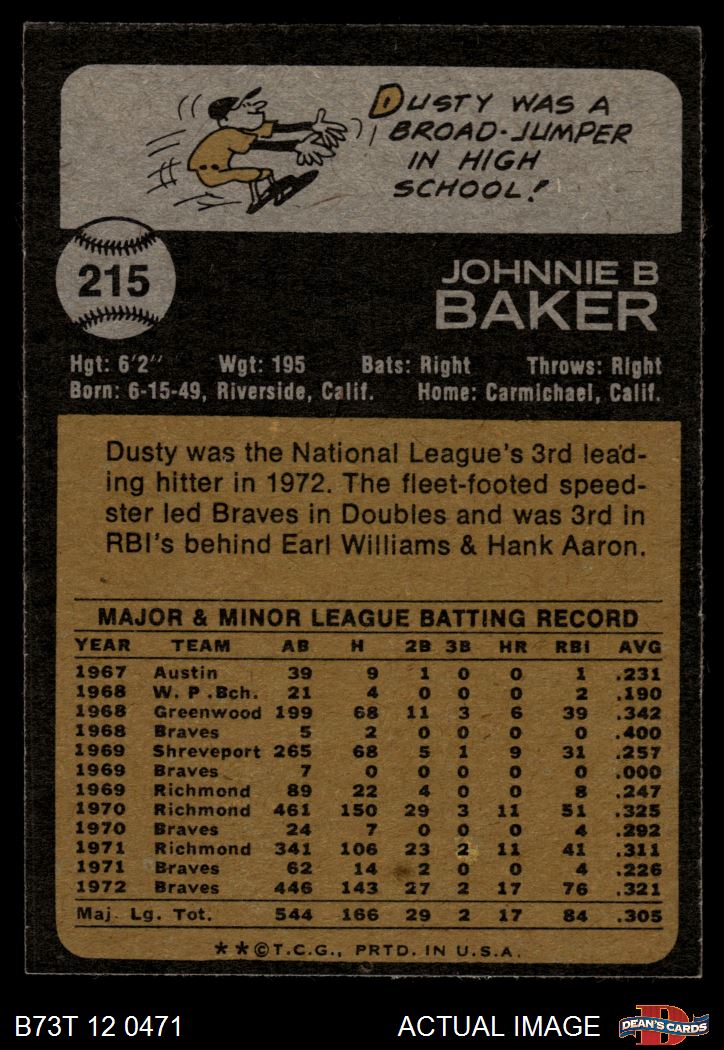 DUSTY WAS A
BROAD-JUMPER
IN HIGH
SCHOOL!
215
JOHNNIE B
BAKER
Hgt: 6'2" Wgt: 195 Bats: Right Throws: Right
Born: 6-15-49, Riverside, Calif. Home: Carmichael, Calif.
Dusty was the National League's 3rd lead-
ing hitter in 1972. The fleet-footed speed-
ster led Braves in Doubles and was 3rd in
RBI's behind Earl Williams & Hank Aaron.
MAJOR & MINOR LEAGUE BATTING RECORD
YEAR TEAM AB H 2B 3B HR RBI AVG
1967 Austin 39 9 1 0 0 1 .231
1968 W. P. Bch. 21 4 0 0 0 2 .190
1968 Greenwood 199 68 11 3 6 39 .342
1968 Braves 5 2 0 0 0 0 .400
1969 Shreveport 265 68 5 1 9 31 .257
1969 Braves 7 0 0 0 0 0 .000
1969 Richmond 89 22 4 0 0 8 .247
1970 Richmond 461 150 29 3 11 51 .325
1970 Braves 24 7 0 0 0 4 .292
1971 Richmond 341 106 23 2 11 41 .311
1971 Braves 62 14 2 0 0 4 .226
1972 Braves 446 143 27 2 17 76 .321
Maj. Lg. Tot. 544 166 29 2 17 84 .305
**©T.C.G., PRTD. IN U.S.A.
B73T 12 0471 ACTUAL IMAGE
D
DEAN'S CARDS